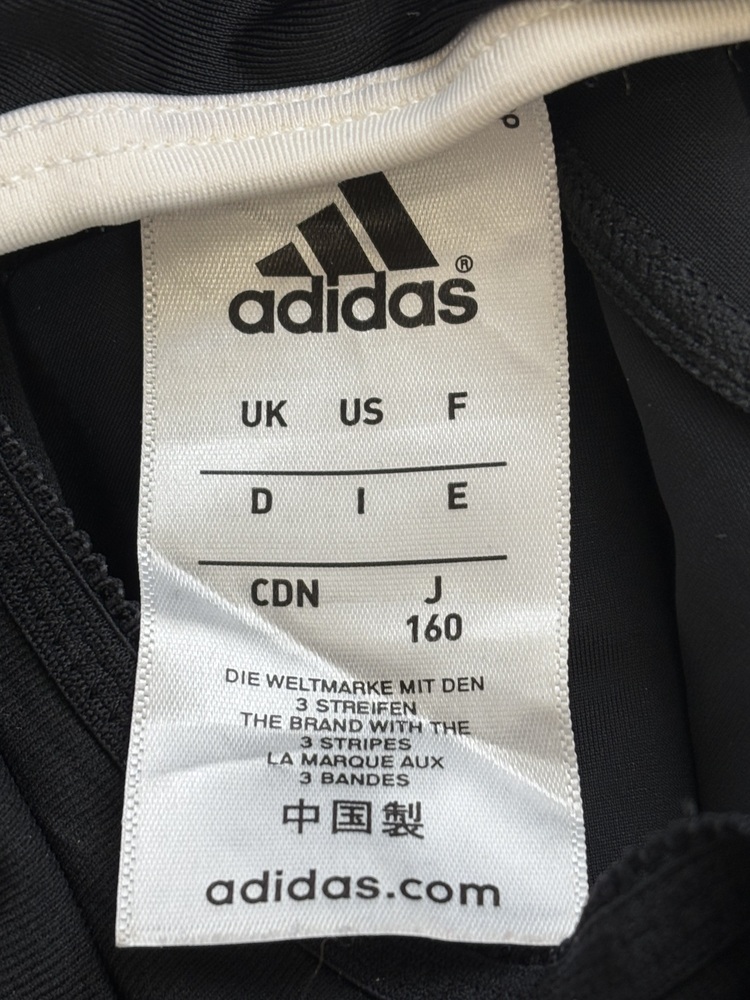 adidas®
UK US F
D I E
CDN J
160
DIE WELTMARKE MIT DEN
3 STREIFEN
THE BRAND WITH THE
3 STRIPES
LA MARQUE AUX
3 BANDES
中国製
adidas.com